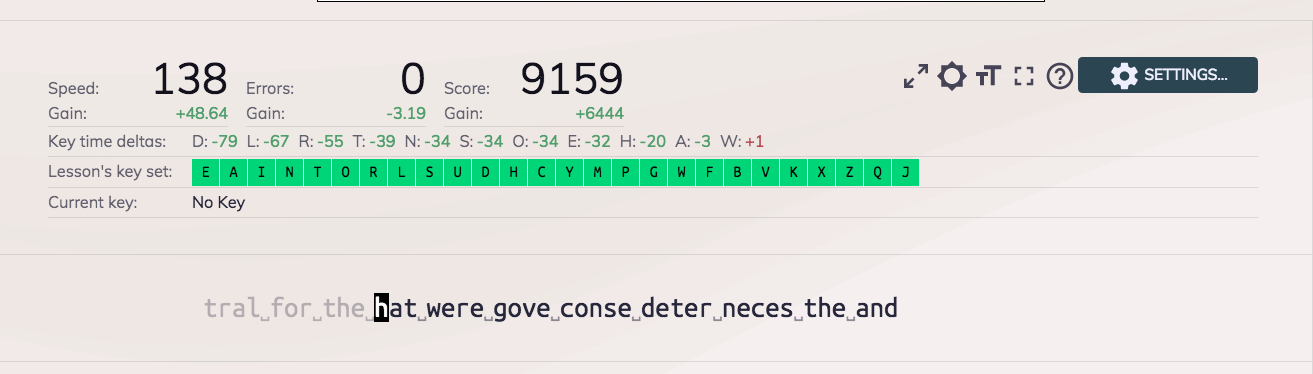 Speed: 138 Errors: 0 Score: 9159 SETTINGS...
Gain: +48.64 Gain: -3.19 Gain: +6444
Key time deltas: D: -79 L: -67 R: -55 T: -39 N: -34 S: -34 O: -34 E: -32 H: -20 A: -3 W: +1
Lesson's key set: E A I N T O R L S U D H C Y M P G W F B V K X Z Q J
Current key: No Key
tral␣for␣the␣hat␣were␣gove␣conse␣deter␣neces␣the␣and